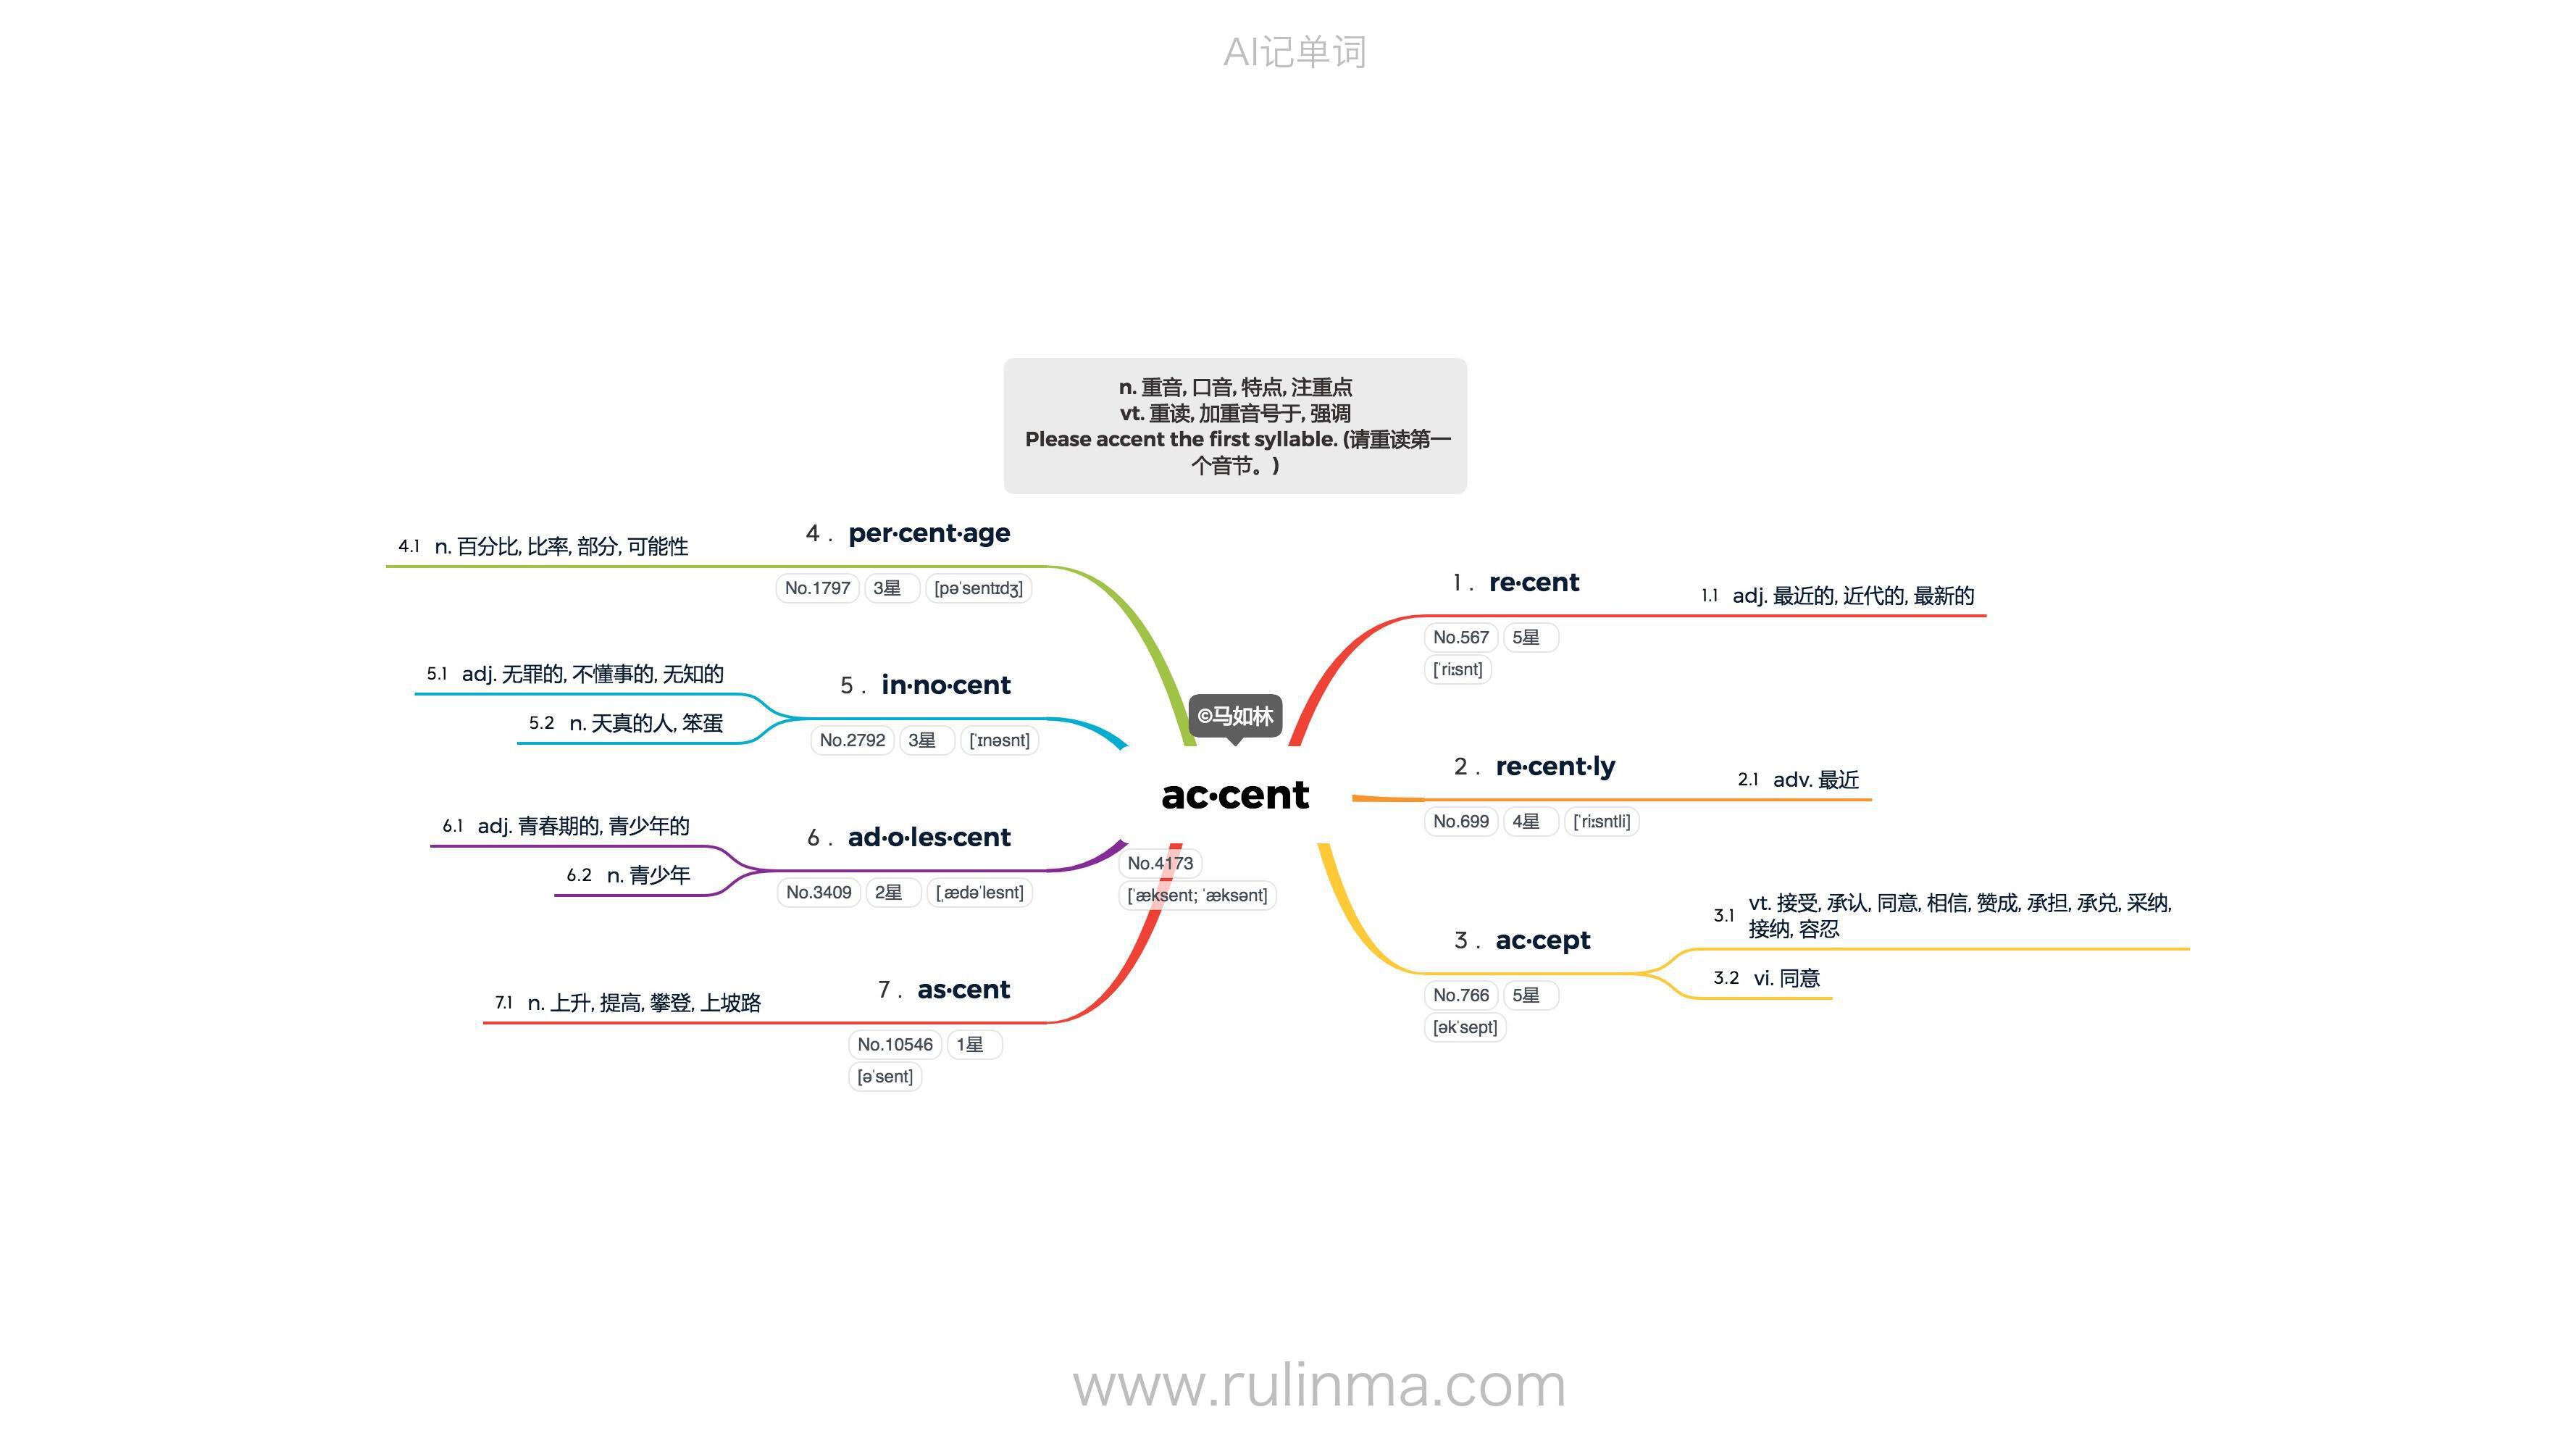 AI记单词
n. 重音, 口音, 特点, 注重点
vt. 重读, 加重音号于, 强调
Please accent the first syllable. (请重读第一
个音节。)
©马如林
ac·cent
No.4173
[ˈæksent; ˈæksənt]
1 . re·cent
No.567 5星
[ˈriːsnt]
1.1 adj. 最近的, 近代的, 最新的
2 . re·cent·ly
No.699 4星 [ˈriːsntli]
2.1 adv. 最近
3 . ac·cept
No.766 5星
[əkˈsept]
3.1 vt. 接受, 承认, 同意, 相信, 赞成, 承担, 承兑, 采纳,
接纳, 容忍
3.2 vi. 同意
4 . per·cent·age
No.1797 3星 [pəˈsentɪdʒ]
4.1 n. 百分比, 比率, 部分, 可能性
5 . in·no·cent
No.2792 3星 [ˈɪnəsnt]
5.1 adj. 无罪的, 不懂事的, 无知的
5.2 n. 天真的人, 笨蛋
6 . ad·o·les·cent
No.3409 2星 [ˌædəˈlesnt]
6.1 adj. 青春期的, 青少年的
6.2 n. 青少年
7 . as·cent
No.10546 1星
[əˈsent]
7.1 n. 上升, 提高, 攀登, 上坡路
www.rulinma.com